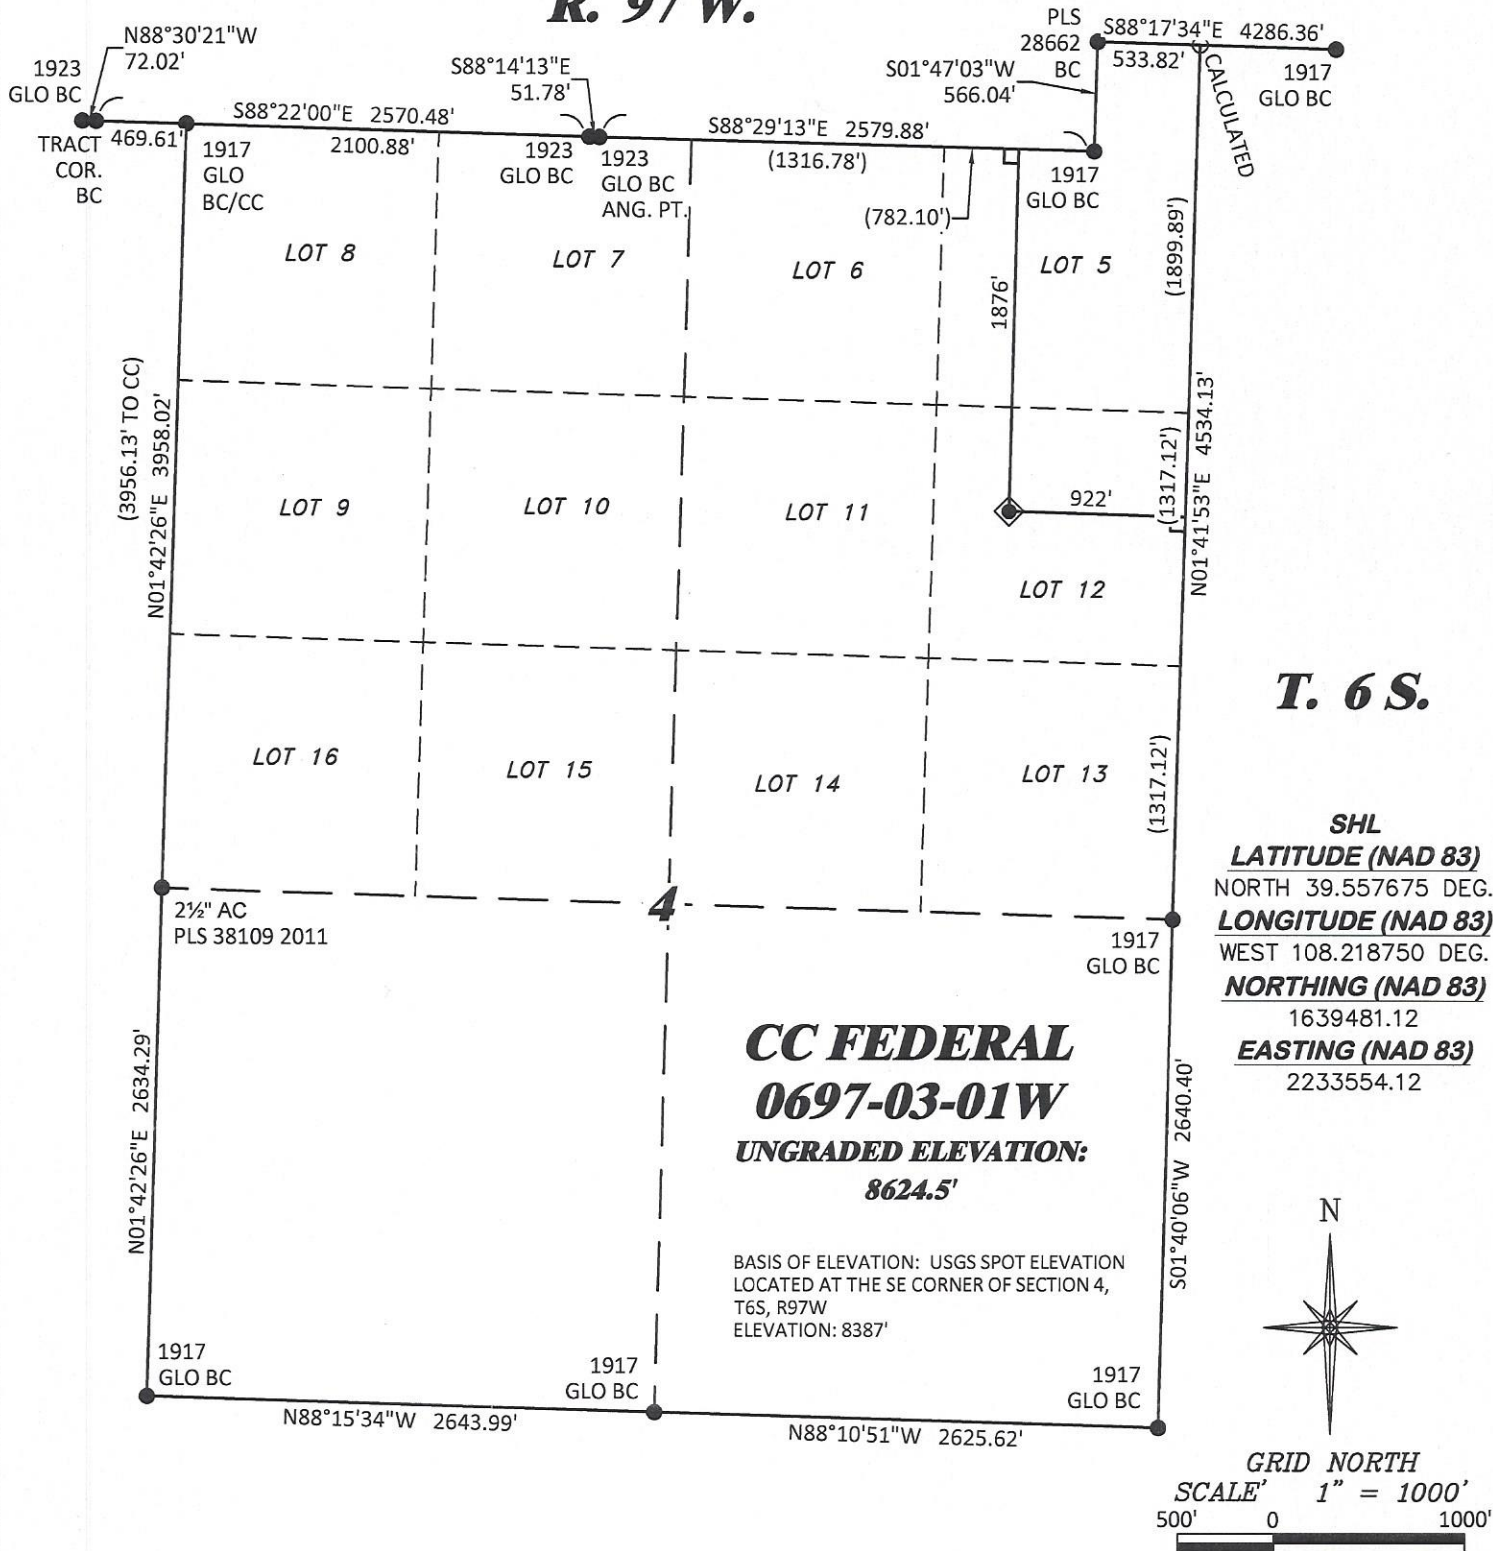 R. 97 W.
N88°30'21"W
72.02'
1923
GLO BC
TRACT
COR.
BC
469.61'
S88°22'00"E 2570.48'
2100.88'
1917
GLO
BC/CC
S88°14'13"E
51.78'
1923
GLO BC
1923
GLO BC
ANG. PT.
S88°29'13"E 2579.88'
(1316.78')
(782.10')
S01°47'03"W
566.04'
PLS
28662
BC
S88°17'34"E 4286.36'
533.82'
CALCULATED
1917
GLO BC
1917
GLO BC
LOT 8
LOT 7
LOT 6
LOT 5
1876'
(1899.89')
(3956.13' TO CC)
N01°42'26"E 3958.02'
N01°41'53"E 4534.13'
(1317.12')
922'
LOT 9
LOT 10
LOT 11
LOT 12
LOT 16
LOT 15
LOT 14
LOT 13
(1317.12')
T. 6 S.
SHL
LATITUDE (NAD 83)
NORTH 39.557675 DEG.
LONGITUDE (NAD 83)
WEST 108.218750 DEG.
NORTHING (NAD 83)
1639481.12
EASTING (NAD 83)
2233554.12
4
2½" AC
PLS 38109 2011
1917
GLO BC
N01°42'26"E 2634.29'
S01°40'06"W 2640.40'
CC FEDERAL
0697-03-01W
UNGRADED ELEVATION:
8624.5'
BASIS OF ELEVATION: USGS SPOT ELEVATION
LOCATED AT THE SE CORNER OF SECTION 4,
T6S, R97W
ELEVATION: 8387'
1917
GLO BC
1917
GLO BC
1917
GLO BC
N88°15'34"W 2643.99'
N88°10'51"W 2625.62'
N
GRID NORTH
SCALE' 1" = 1000'
500' 0 1000'